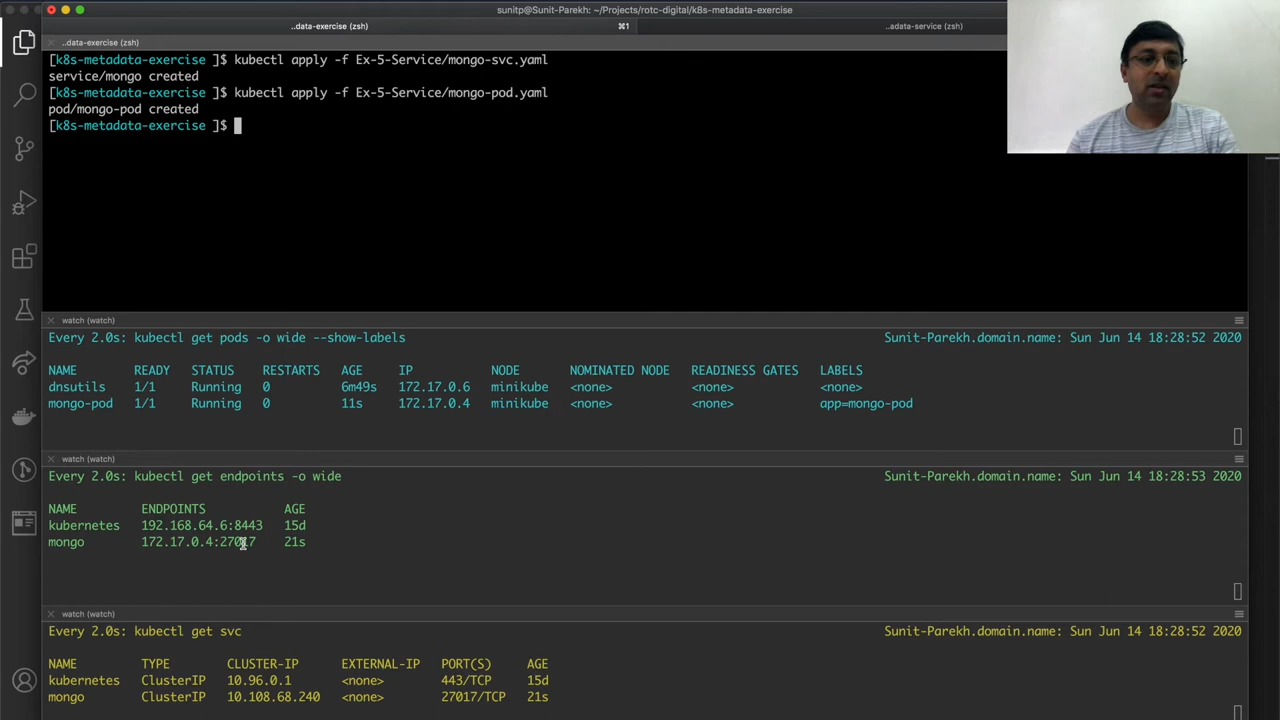 sunitp@Sunit-Parekh: ~/Projects/rotc-digital/k8s-metadata-exercise
..data-exercise (zsh) ⌘1 ..adata-service (zsh)
..data-exercise (zsh)
[k8s-metadata-exercise ]$ kubectl apply -f Ex-5-Service/mongo-svc.yaml
service/mongo created
[k8s-metadata-exercise ]$ kubectl apply -f Ex-5-Service/mongo-pod.yaml
pod/mongo-pod created
[k8s-metadata-exercise ]$
watch (watch)
Every 2.0s: kubectl get pods -o wide --show-labels Sunit-Parekh.domain.name: Sun Jun 14 18:28:52 2020
NAME READY STATUS RESTARTS AGE IP NODE NOMINATED NODE READINESS GATES LABELS
dnsutils 1/1 Running 0 6m49s 172.17.0.6 minikube <none> <none> <none>
mongo-pod 1/1 Running 0 11s 172.17.0.4 minikube <none> <none> app=mongo-pod
watch (watch)
Every 2.0s: kubectl get endpoints -o wide Sunit-Parekh.domain.name: Sun Jun 14 18:28:53 2020
NAME ENDPOINTS AGE
kubernetes 192.168.64.6:8443 15d
mongo 172.17.0.4:27017 21s
watch (watch)
Every 2.0s: kubectl get svc Sunit-Parekh.domain.name: Sun Jun 14 18:28:52 2020
NAME TYPE CLUSTER-IP EXTERNAL-IP PORT(S) AGE
kubernetes ClusterIP 10.96.0.1 <none> 443/TCP 15d
mongo ClusterIP 10.108.68.240 <none> 27017/TCP 21s